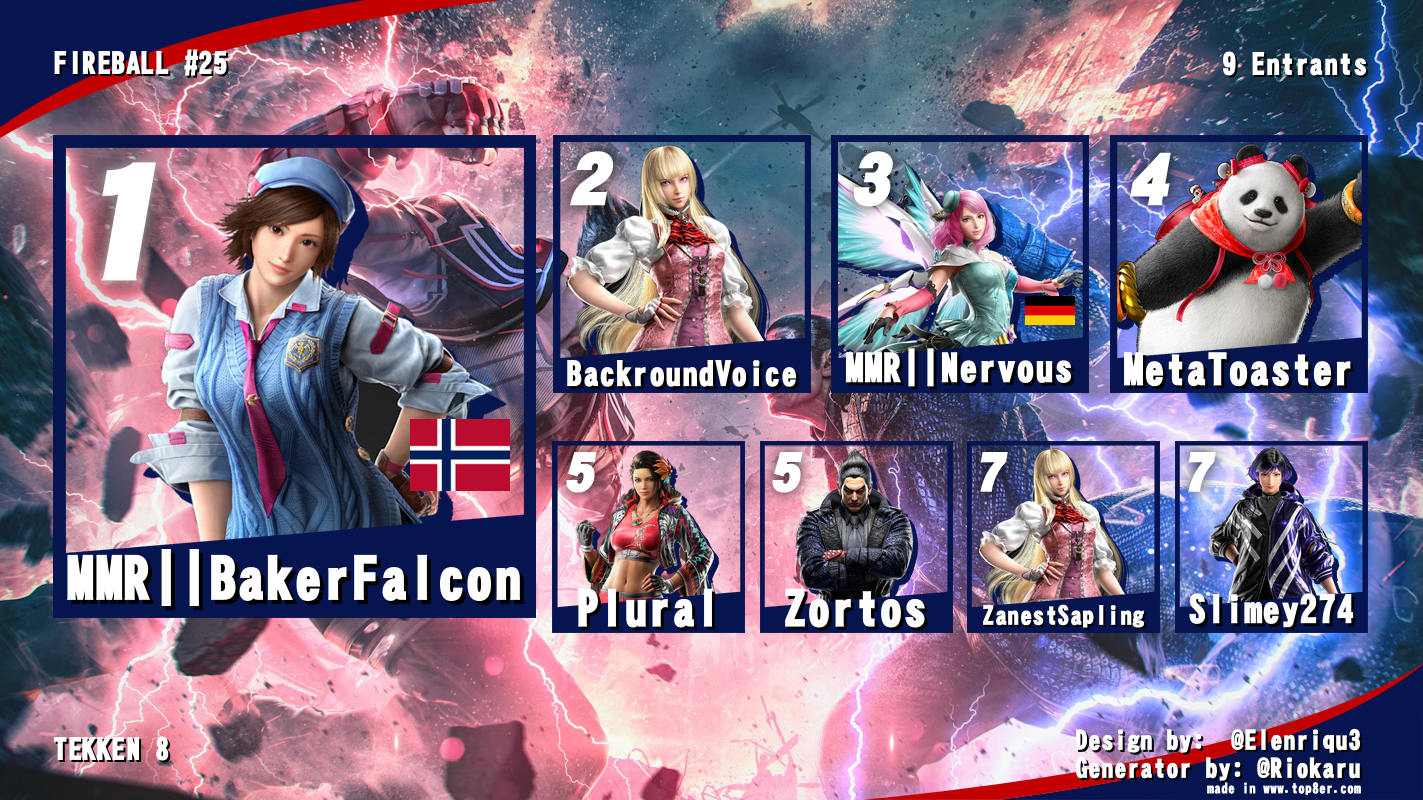 FIREBALL #25
9 Entrants
1
MMR||BakerFalcon
2
BackroundVoice
3
MMR||Nervous
4
MetaToaster
5
Plural
5
Zortos
7
ZanestSapling
7
Slimey274
TEKKEN 8
Design by: @Elenriqu3
Generator by: @Riokaru
made in www.top8er.com